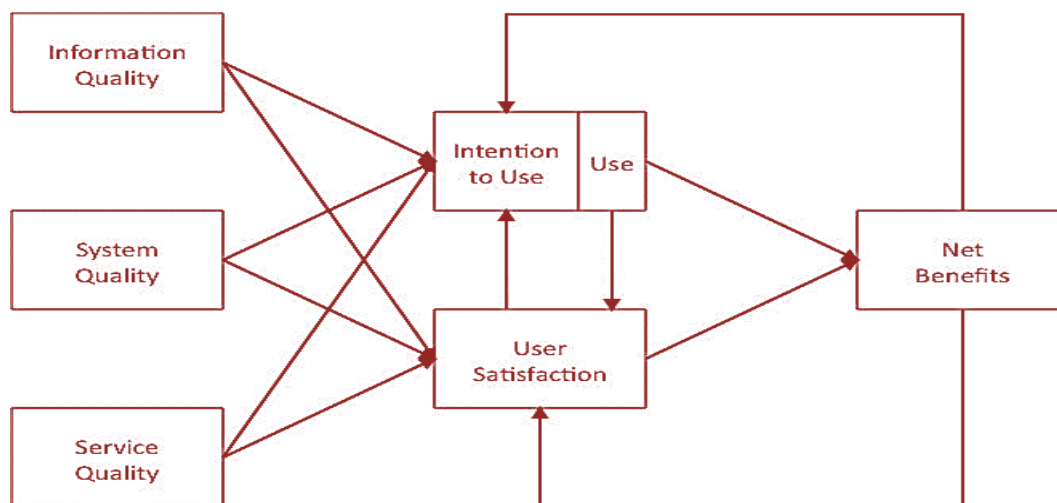 Information
Quality
System
Quality
Service
Quality
Intention
to Use
Use
User
Satisfaction
Net
Benefits